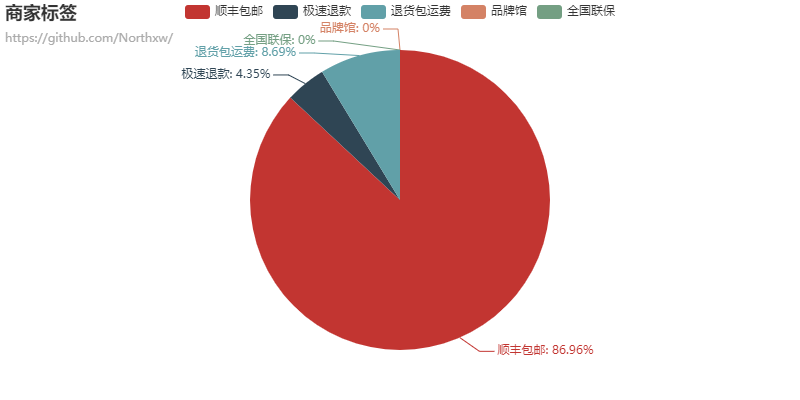 商家标签
https://github.com/Northxw/
顺丰包邮
极速退款
退货包运费
品牌馆
全国联保
品牌馆: 0%
全国联保: 0%
退货包运费: 8.69%
极速退款: 4.35%
顺丰包邮: 86.96%